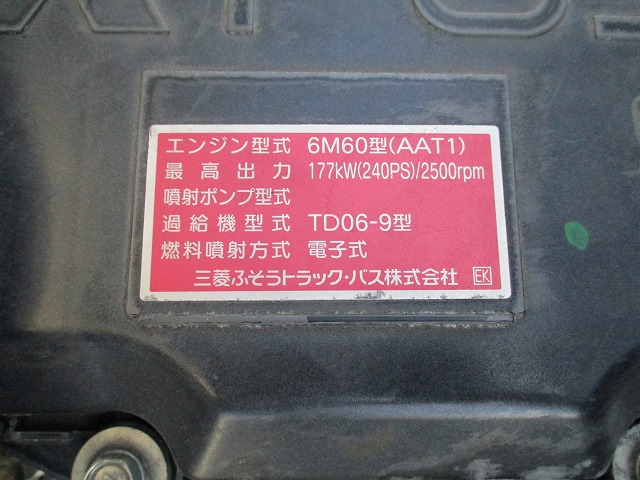 エンジン型式 6M60型(AAT1)
最高出力 177kW(240PS)/2500rpm
噴射ポンプ型式
過給機型式 TD06-9型
燃料噴射方式 電子式
三菱ふそうトラック・バス株式会社 EK